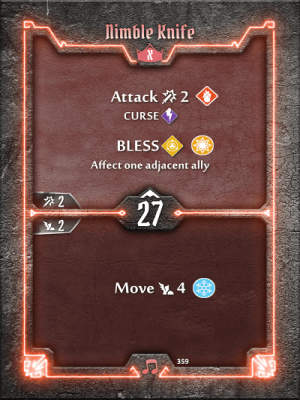 Nimble Knife
X
Attack 2
CURSE
BLESS
Affect one adjacent ally
2
27
2
Move 4
359